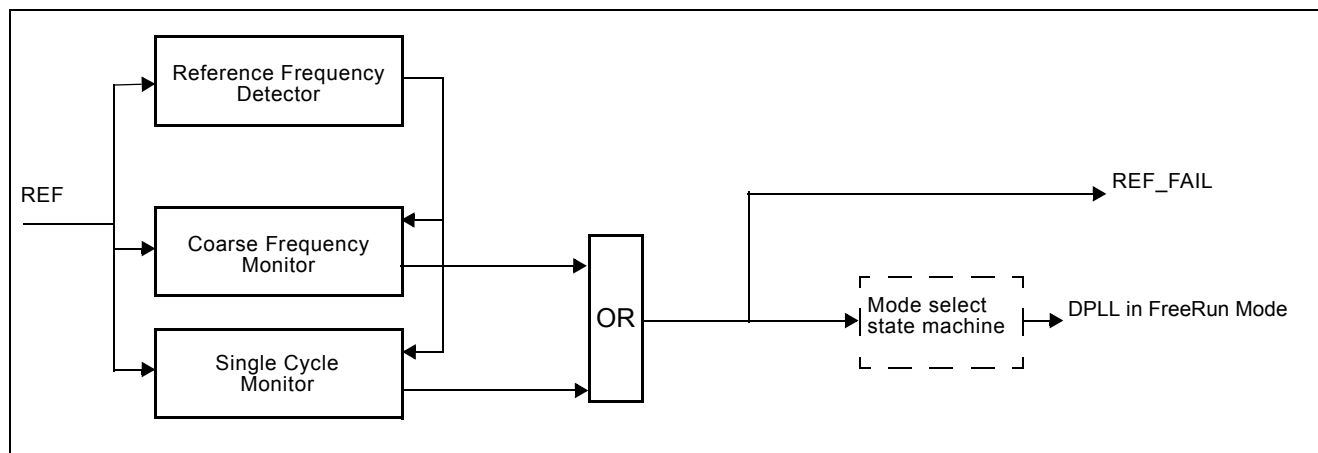 Reference Frequency
Detector
REF
REF_FAIL
Coarse Frequency
Monitor
OR
Mode select
state machine
DPLL in FreeRun Mode
Single Cycle
Monitor